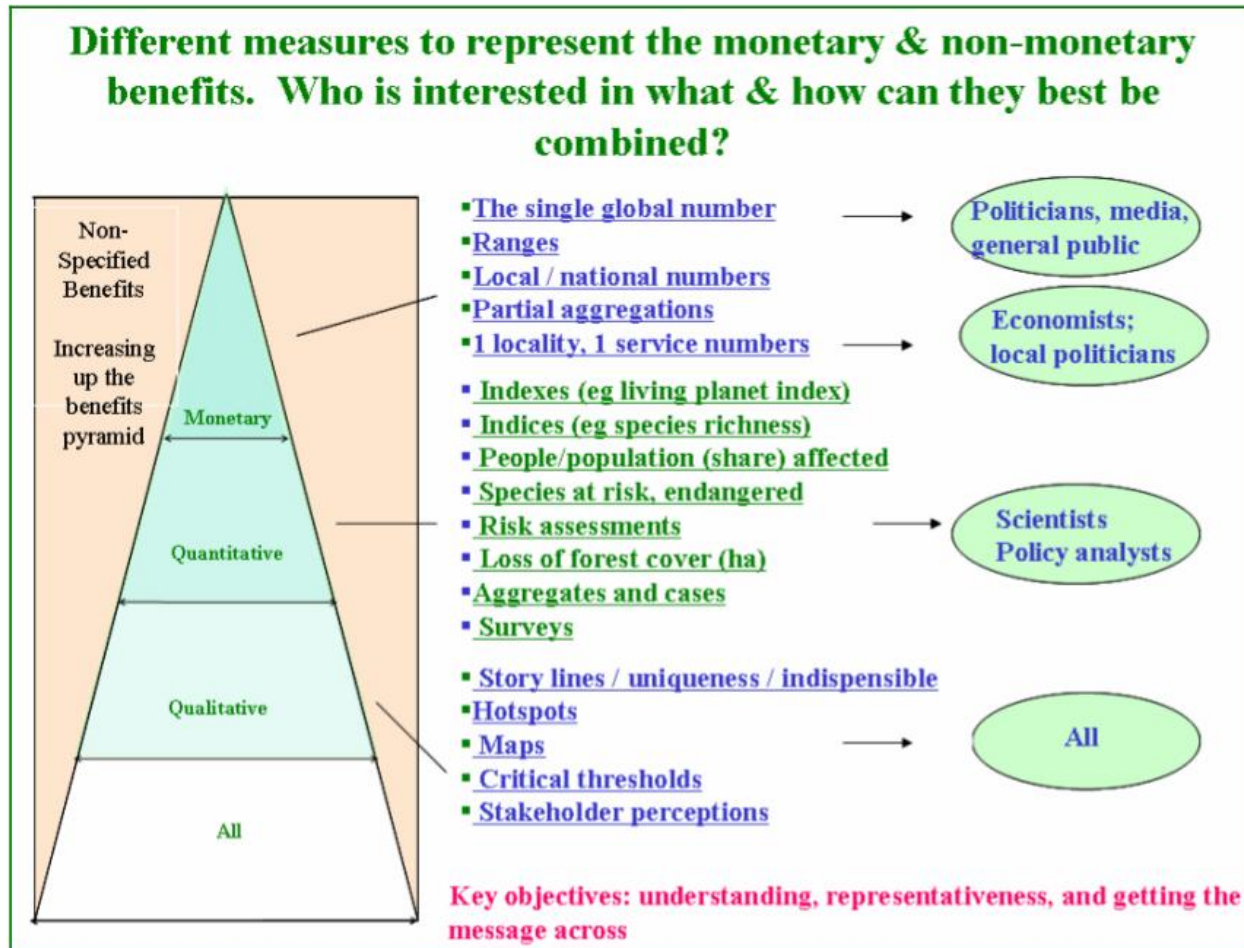 Different measures to represent the monetary & non-monetary
benefits.  Who is interested in what & how can they best be
combined?
Non-
Specified
Benefits
Increasing
up the
benefits
pyramid
Monetary
Quantitative
Qualitative
All
▪The single global number
▪Ranges
▪Local / national numbers
▪Partial aggregations
▪1 locality, 1 service numbers
▪ Indexes (eg living planet index)
▪ Indices (eg species richness)
▪ People/population (share) affected
▪ Species at risk, endangered
▪ Risk assessments
▪ Loss of forest cover (ha)
▪Aggregates and cases
▪ Surveys
▪ Story lines / uniqueness / indispensible
▪Hotspots
▪ Maps
▪ Critical thresholds
▪ Stakeholder perceptions
Politicians, media,
general public
Economists;
local politicians
Scientists
Policy analysts
All
Key objectives: understanding, representativeness, and getting the
message across